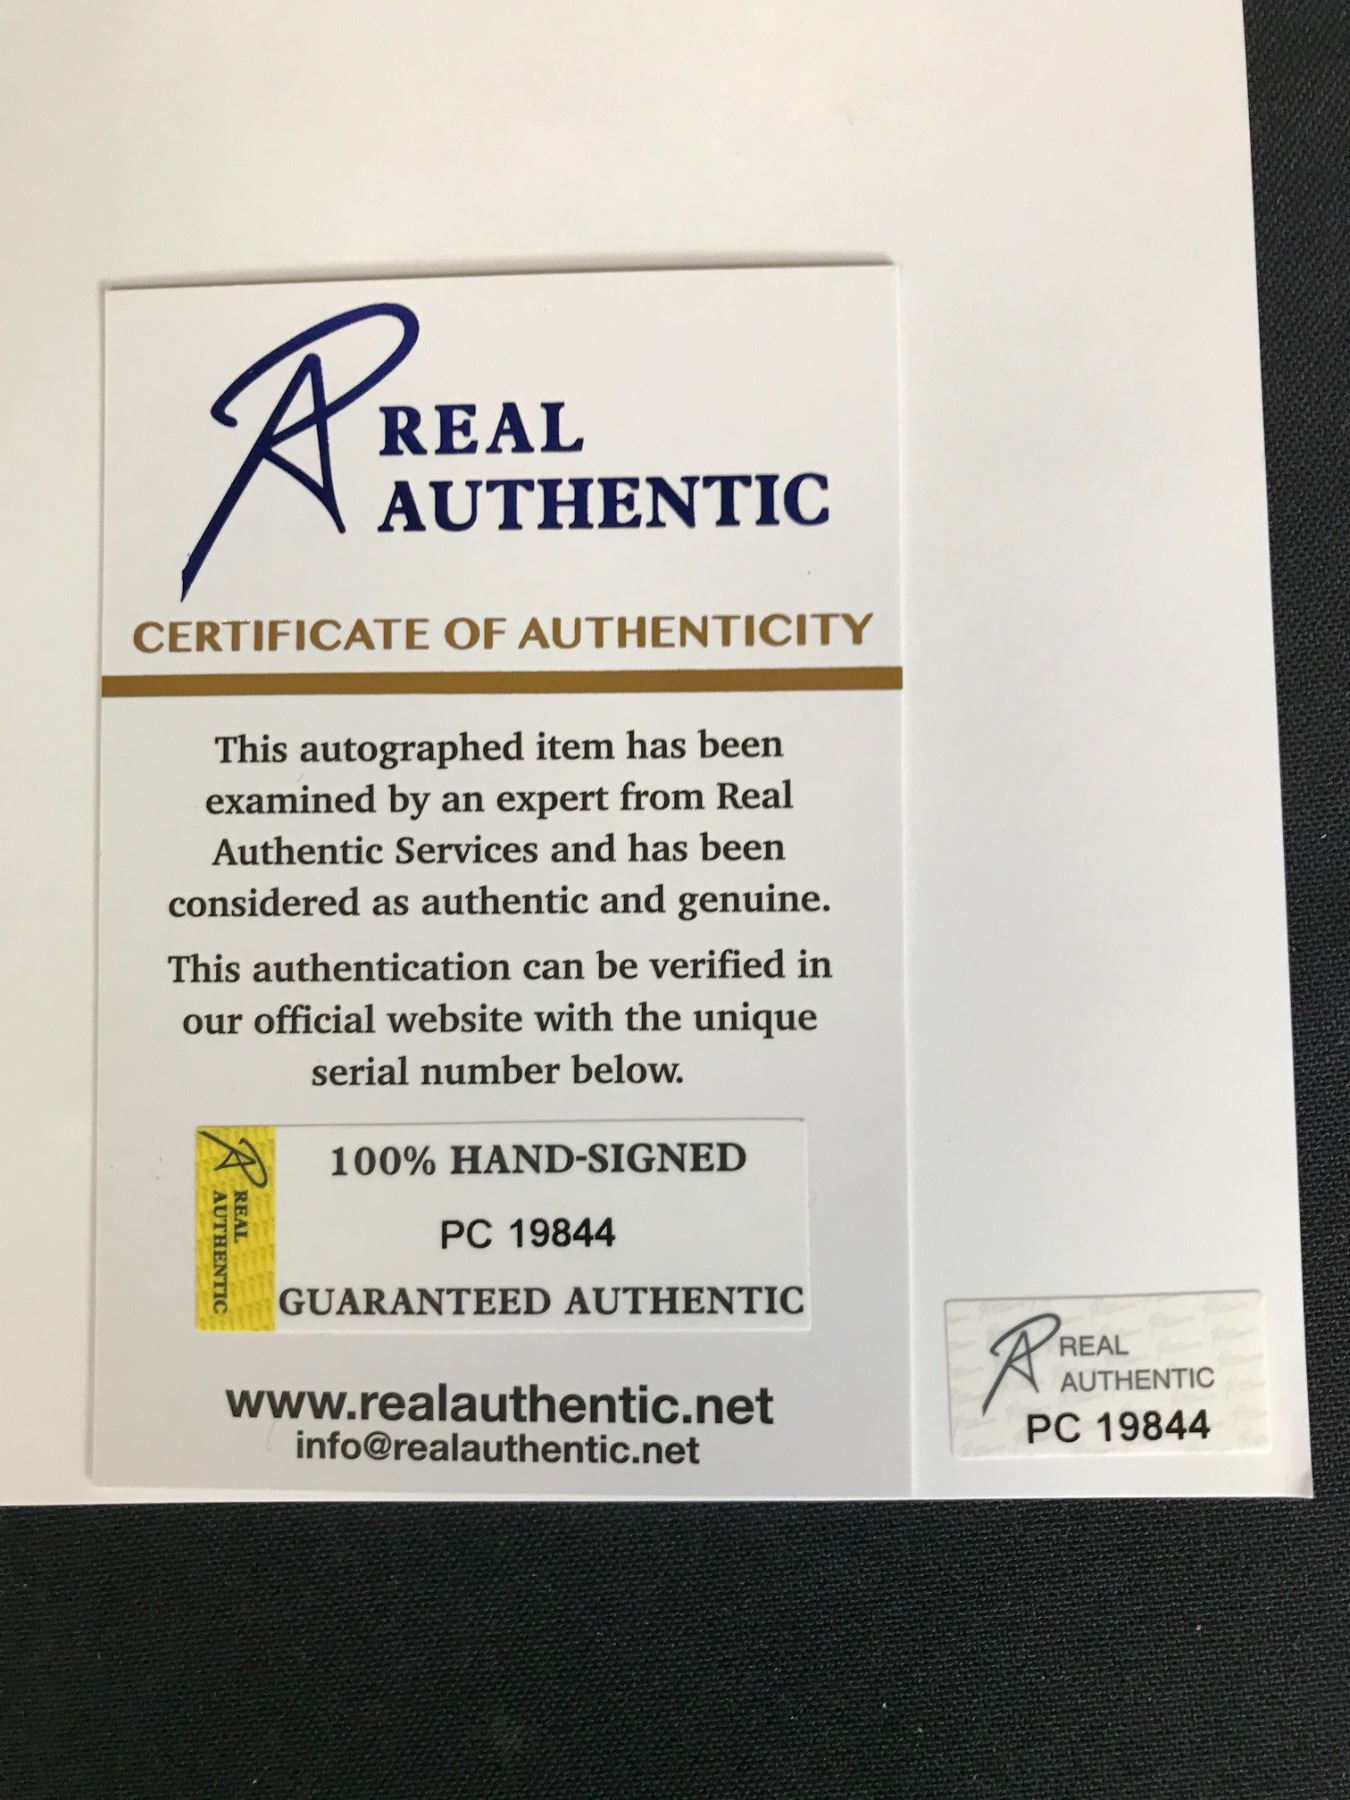 REAL
AUTHENTIC
CERTIFICATE OF AUTHENTICITY
This autographed item has been
examined by an expert from Real
Authentic Services and has been
considered as authentic and genuine.
This authentication can be verified in
our official website with the unique
serial number below.
REAL
AUTHENTIC
100% HAND-SIGNED
PC 19844
GUARANTEED AUTHENTIC
www.realauthentic.net
info@realauthentic.net
REAL
AUTHENTIC
PC 19844